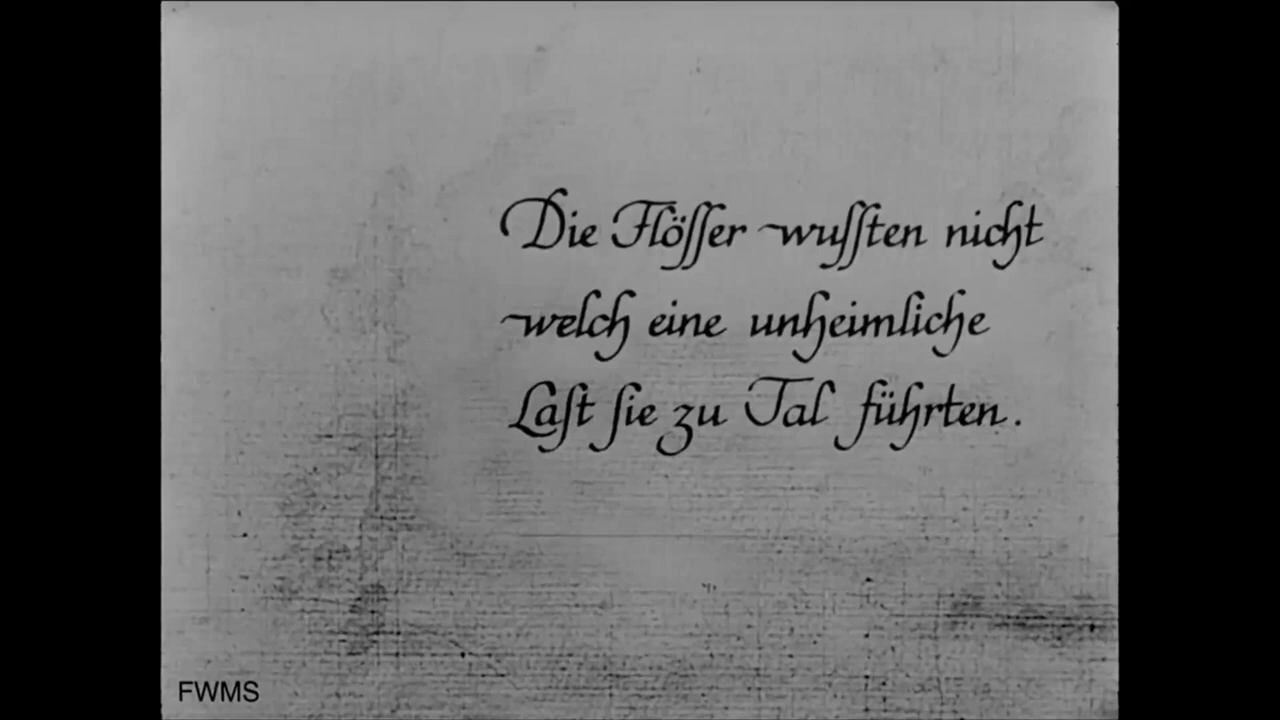 Die Flösser wussten nicht
welch eine unheimliche
Last sie zu Tal führten.
FWMS